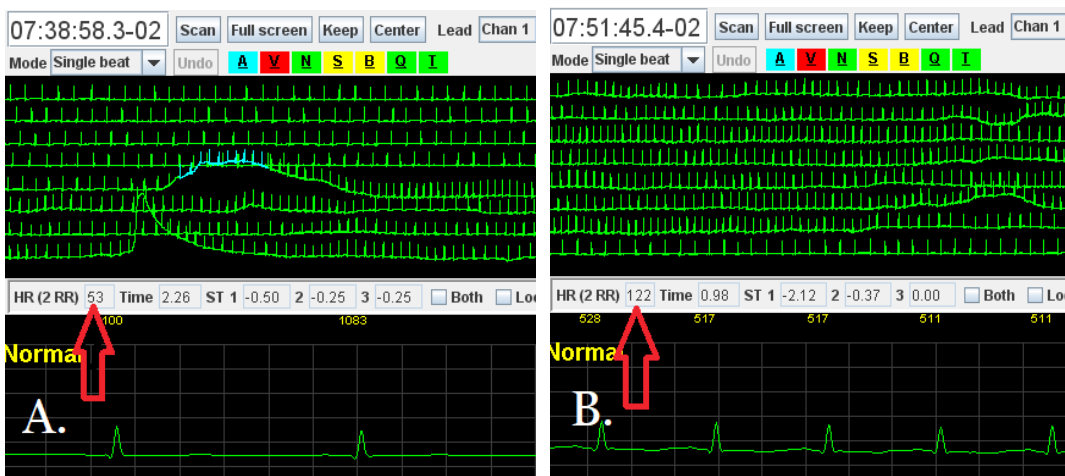 07:38:58.3-02 Scan Full screen Keep Center Lead Chan 1
Mode Single beat Undo A V N S B Q I
HR (2 RR) 53 Time 2.26 ST 1 -0.50 2 -0.25 3 -0.25 Both
100 1083
Norma
A.
07:51:45.4-02 Scan Full screen Keep Center Lead Chan 1
Mode Single beat Undo A V N S B Q I
HR (2 RR) 122 Time 0.98 ST 1 -2.12 2 -0.37 3 0.00 Both Lo
528 517 517 511 511
Norma
B.